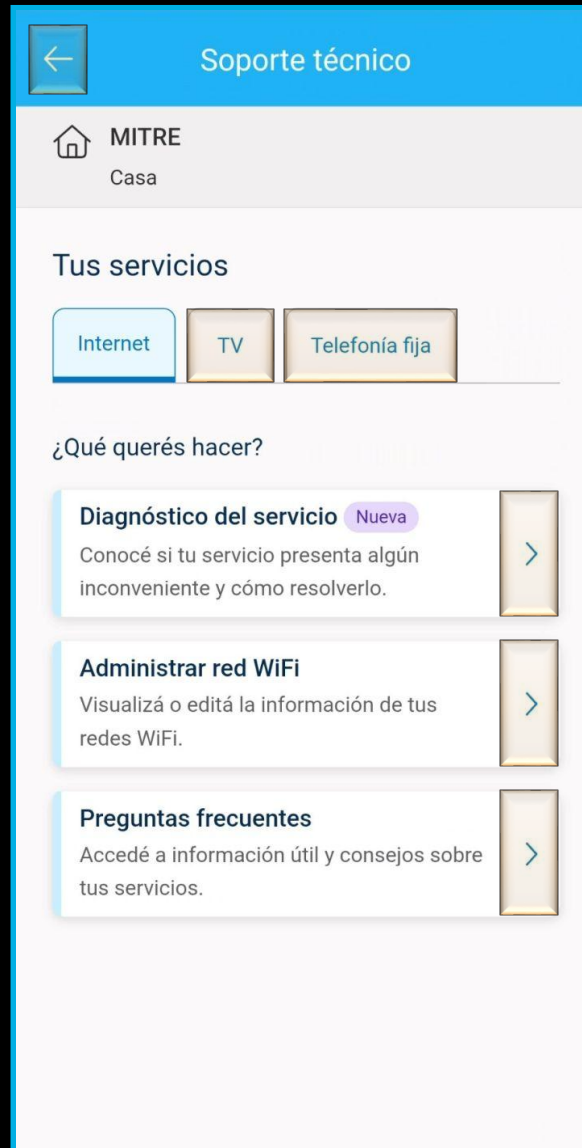 Soporte técnico
MITRE
Casa
Tus servicios
Internet
TV
Telefonía fija
¿Qué querés hacer?
Diagnóstico del servicio Nueva
Conocé si tu servicio presenta algún
inconveniente y cómo resolverlo.
Administrar red WiFi
Visualizá o editá la información de tus
redes WiFi.
Preguntas frecuentes
Accedé a información útil y consejos sobre
tus servicios.